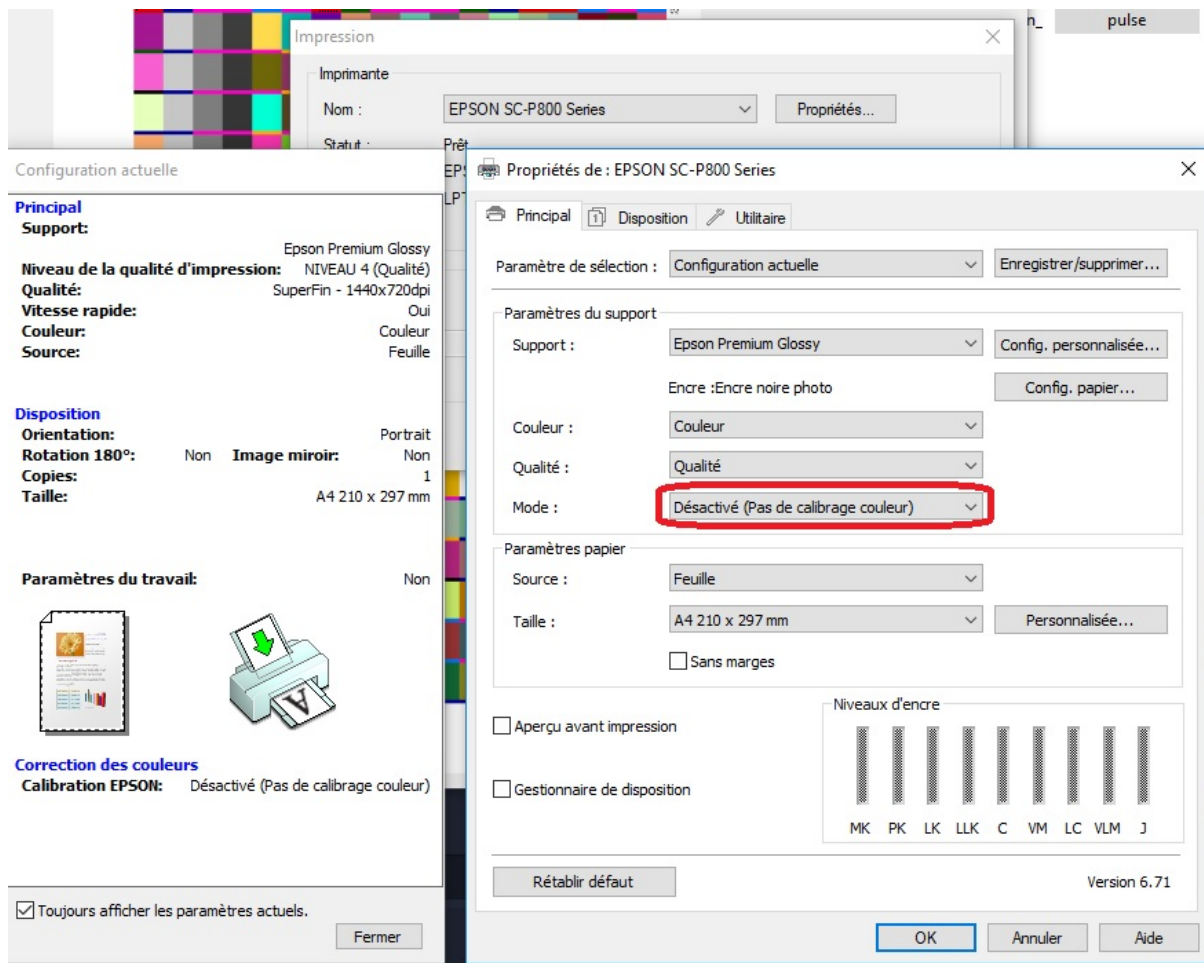 pulse
Impression
Imprimante
Nom : EPSON SC-P800 Series Propriétés...
Statut : Prêt
Configuration actuelle
Principal
Support:
Epson Premium Glossy
Niveau de la qualité d'impression: NIVEAU 4 (Qualité)
Qualité: SuperFin - 1440x720dpi
Vitesse rapide: Oui
Couleur: Couleur
Source: Feuille
Disposition
Orientation: Portrait
Rotation 180°: Non Image miroir: Non
Copies: 1
Taille: A4 210 x 297 mm
Paramètres du travail: Non
Correction des couleurs
Calibration EPSON: Désactivé (Pas de calibrage couleur)
Toujours afficher les paramètres actuels.
Fermer
Propriétés de : EPSON SC-P800 Series
Principal Disposition Utilitaire
Paramètre de sélection : Configuration actuelle Enregistrer/supprimer...
Paramètres du support
Support : Epson Premium Glossy Config. personnalisée...
Encre :Encre noire photo Config. papier...
Couleur : Couleur
Qualité : Qualité
Mode : Désactivé (Pas de calibrage couleur)
Paramètres papier
Source : Feuille
Taille : A4 210 x 297 mm Personnalisée...
Sans marges
Aperçu avant impression
Gestionnaire de disposition
Niveaux d'encre
MK PK LK LLK C VM LC VLM J
Rétablir défaut Version 6.71
OK Annuler Aide